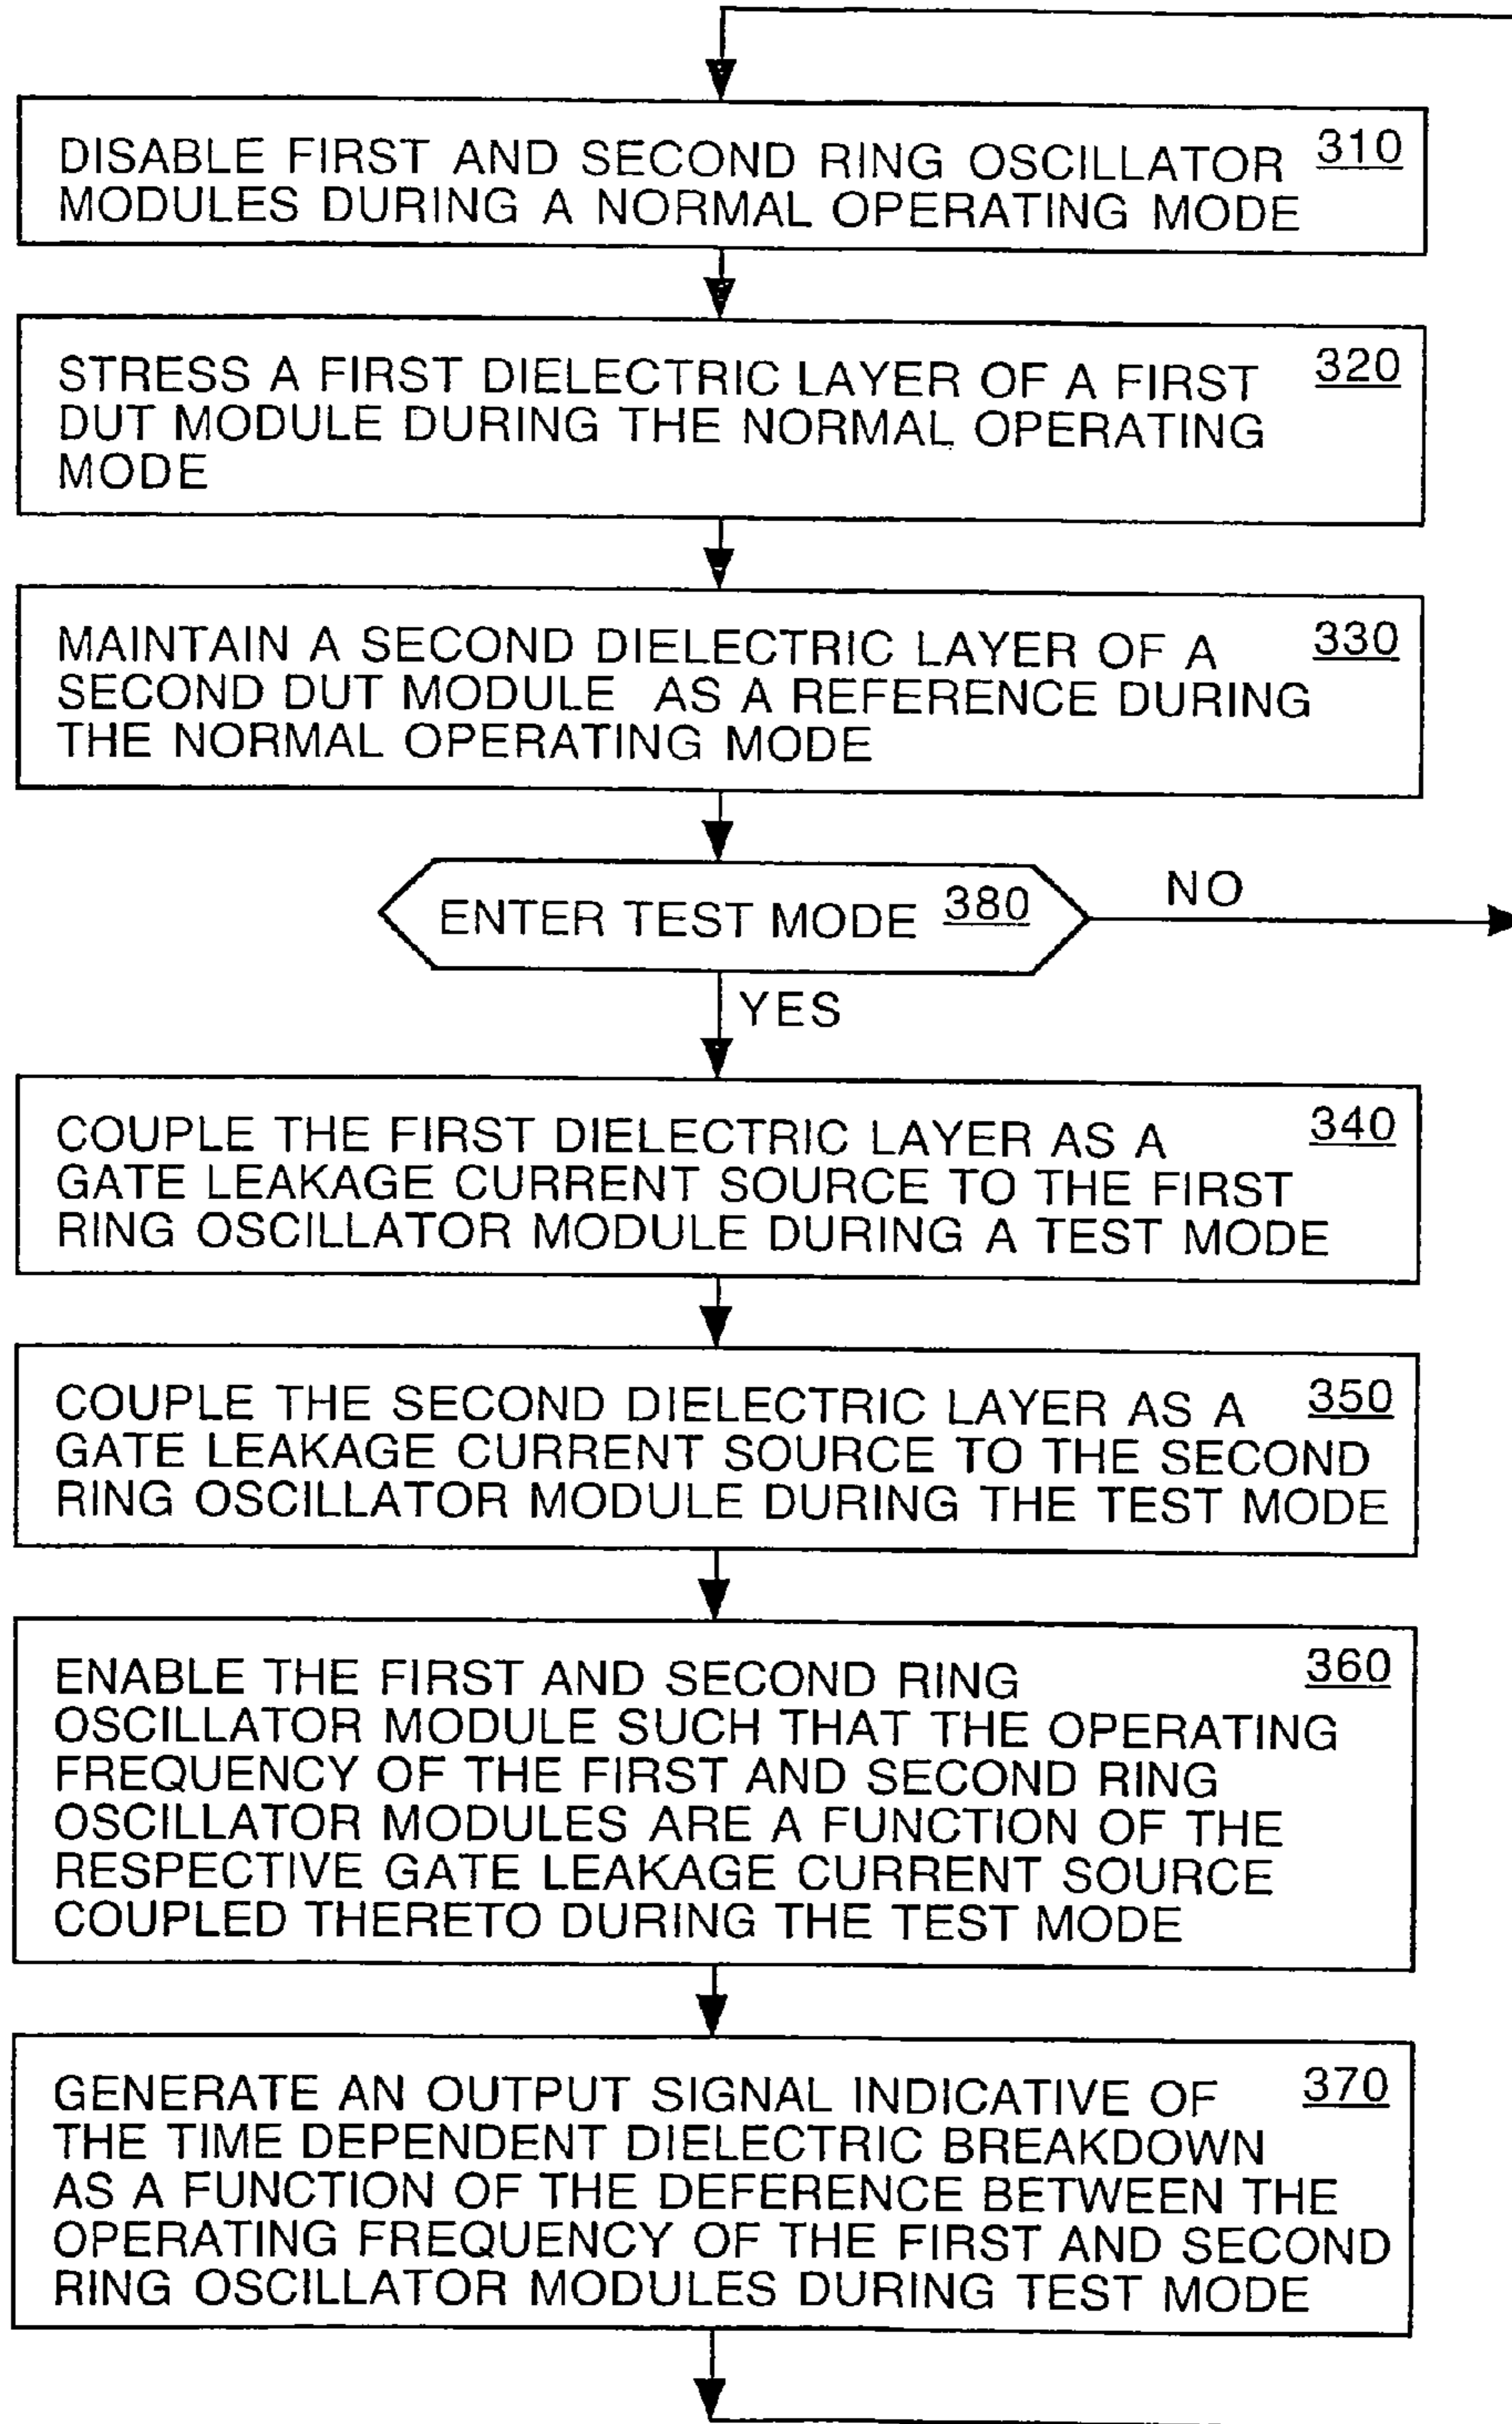 DISABLE FIRST AND SECOND RING OSCILLATOR 310
MODULES DURING A NORMAL OPERATING MODE
STRESS A FIRST DIELECTRIC LAYER OF A FIRST 320
DUT MODULE DURING THE NORMAL OPERATING
MODE
MAINTAIN A SECOND DIELECTRIC LAYER OF A 330
SECOND DUT MODULE AS A REFERENCE DURING
THE NORMAL OPERATING MODE
ENTER TEST MODE 380
NO
YES
COUPLE THE FIRST DIELECTRIC LAYER AS A 340
GATE LEAKAGE CURRENT SOURCE TO THE FIRST
RING OSCILLATOR MODULE DURING A TEST MODE
COUPLE THE SECOND DIELECTRIC LAYER AS A 350
GATE LEAKAGE CURRENT SOURCE TO THE SECOND
RING OSCILLATOR MODULE DURING THE TEST MODE
ENABLE THE FIRST AND SECOND RING 360
OSCILLATOR MODULE SUCH THAT THE OPERATING
FREQUENCY OF THE FIRST AND SECOND RING
OSCILLATOR MODULES ARE A FUNCTION OF THE
RESPECTIVE GATE LEAKAGE CURRENT SOURCE
COUPLED THERETO DURING THE TEST MODE
GENERATE AN OUTPUT SIGNAL INDICATIVE OF 370
THE TIME DEPENDENT DIELECTRIC BREAKDOWN
AS A FUNCTION OF THE DEFERENCE BETWEEN THE
OPERATING FREQUENCY OF THE FIRST AND SECOND
RING OSCILLATOR MODULES DURING TEST MODE